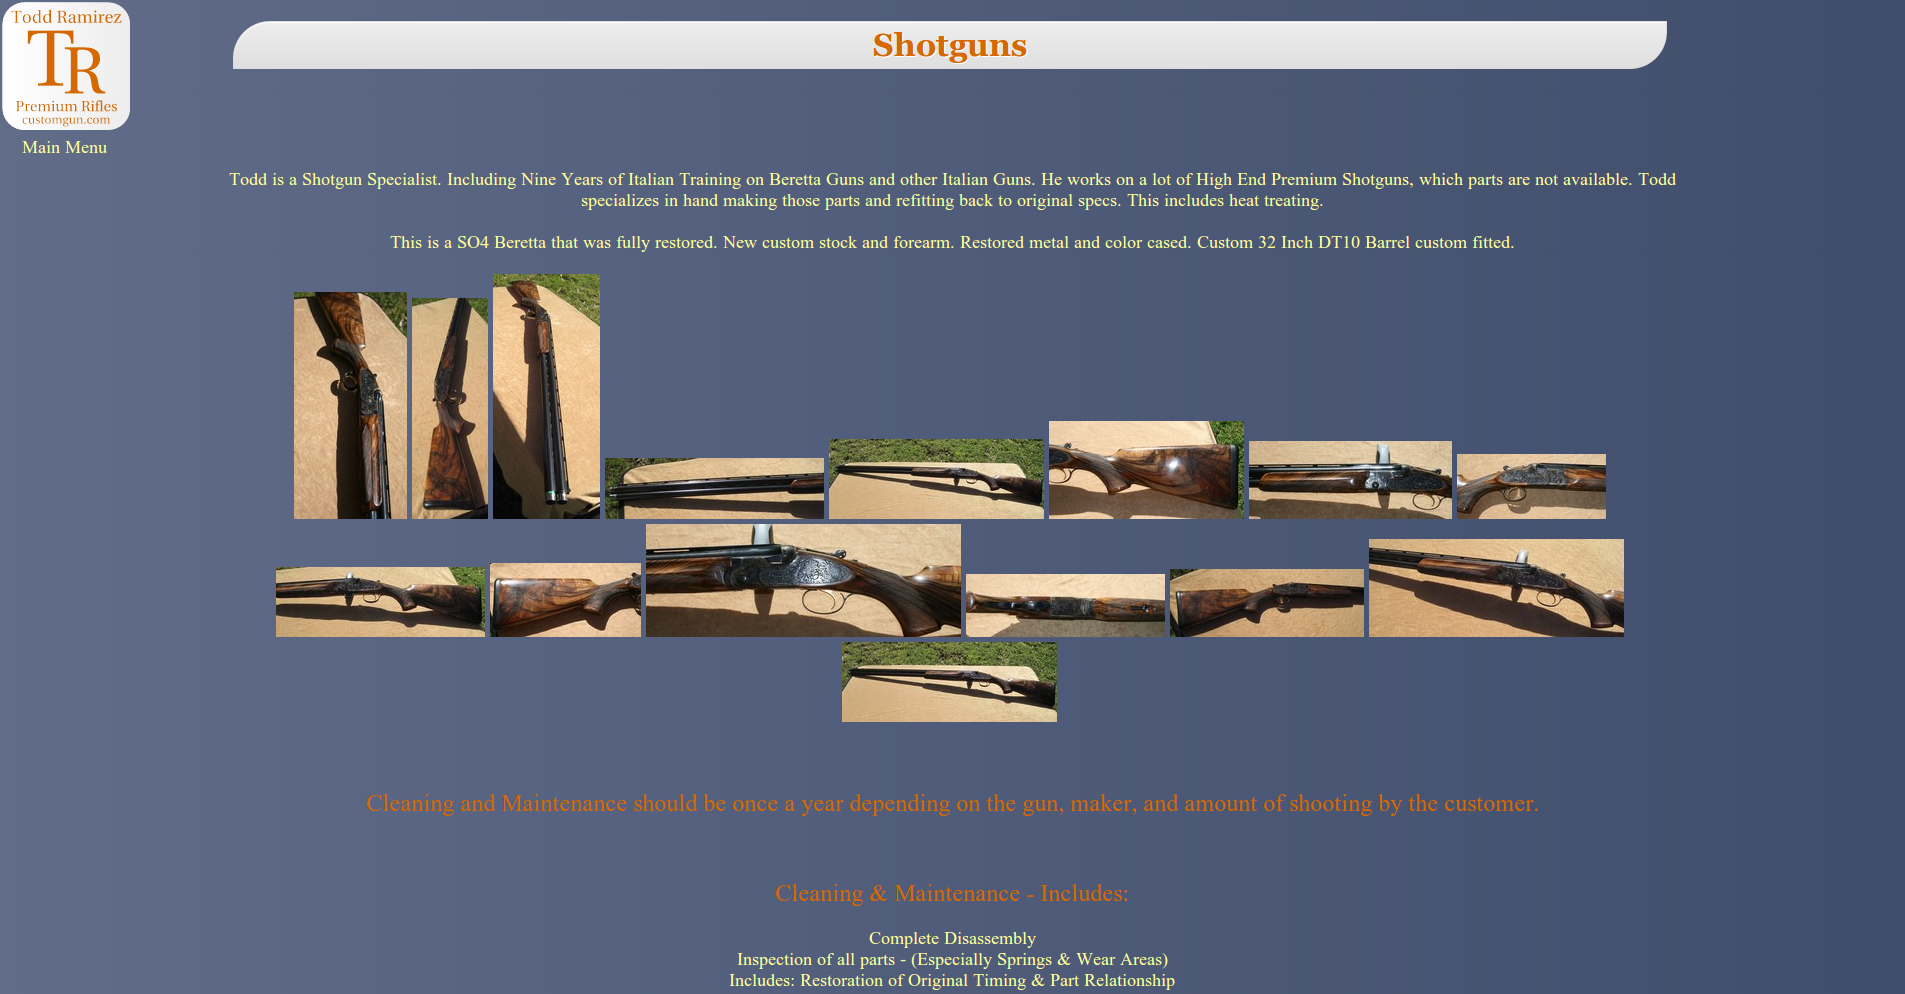 Todd Ramirez
TR
Premium Rifles
customgun.com
Main Menu
Shotguns
Todd is a Shotgun Specialist. Including Nine Years of Italian Training on Beretta Guns and other Italian Guns. He works on a lot of High End Premium Shotguns, which parts are not available. Todd
specializes in hand making those parts and refitting back to original specs. This includes heat treating.
This is a SO4 Beretta that was fully restored. New custom stock and forearm. Restored metal and color cased. Custom 32 Inch DT10 Barrel custom fitted.
Cleaning and Maintenance should be once a year depending on the gun, maker, and amount of shooting by the customer.
Cleaning & Maintenance - Includes:
Complete Disassembly
Inspection of all parts - (Especially Springs & Wear Areas)
Includes: Restoration of Original Timing & Part Relationship